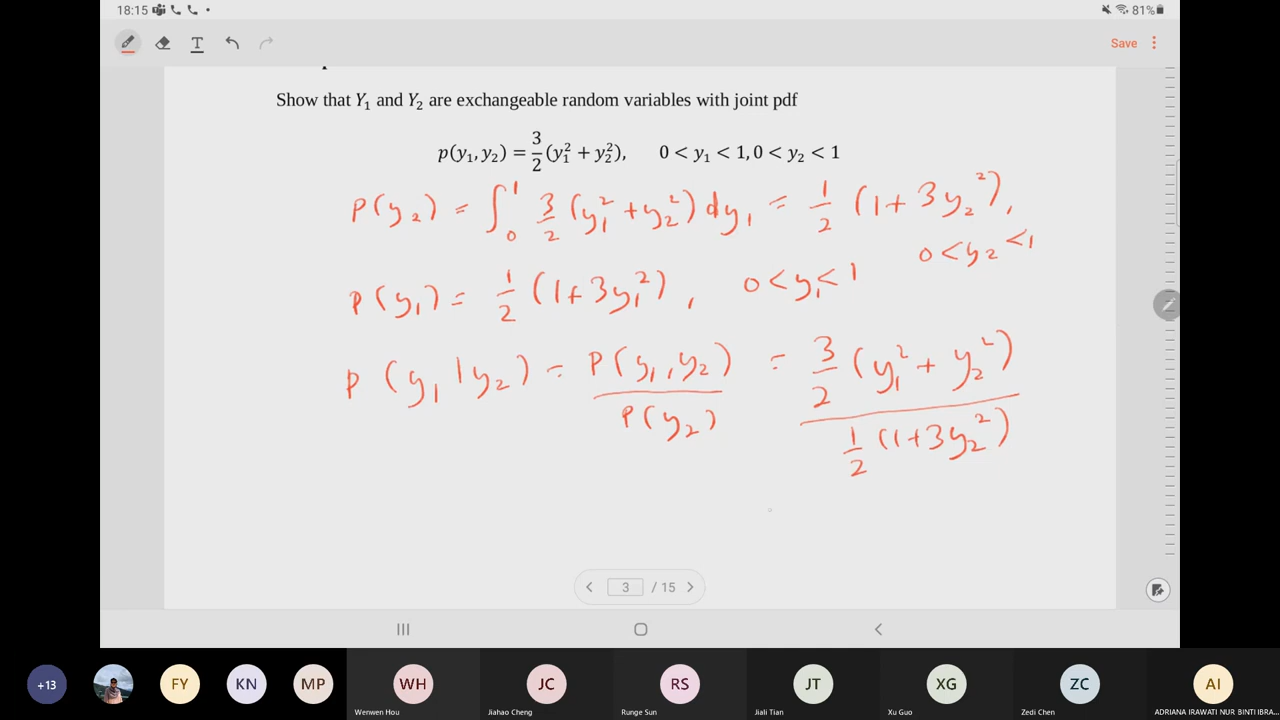 18:15
81%
Save
Show that Y₁ and Y₂ are exchangeable random variables with joint pdf
p(y₁, y₂) = 3/2 (y₁² + y₂²), 0 < y₁ < 1, 0 < y₂ < 1
P(y₂) = ∫₀¹ 3/2 (y₁² + y₂²) dy₁ = 1/2 (1 + 3y₂²),
0 < y₂ < 1
P(y₁) = 1/2 (1 + 3y₁²), 0 < y₁ < 1
P(y₁ | y₂) = P(y₁, y₂) / P(y₂) = 3/2 (y₁² + y₂²) / 1/2 (1 + 3y₂²)
3 / 15
+13 FY KN MP WH JC RS JT XG ZC AI
Wenwen Hou Jiahao Cheng Runge Sun Jiali Tian Xu Guo Zedi Chen ADRIANA IRAWATI NUR BINTI IBRA...